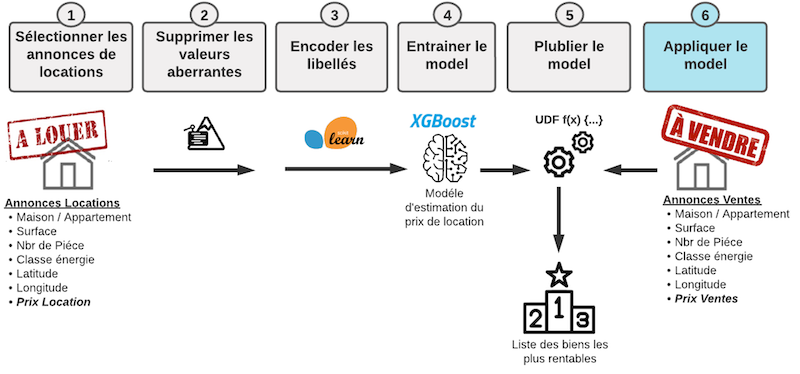 1
Sélectionner les
annonces de
locations
2
Supprimer les
valeurs
aberrantes
3
Encoder les
libellés
4
Entrainer le
model
5
Plublier le
model
6
Appliquer le
model
A LOUER
learn
XGBoost
UDF f(x) {...}
À VENDRE
Annonces Locations
• Maison / Appartement
• Surface
• Nbr de Piéce
• Classe énergie
• Latitude
• Longitude
• Prix Location
Modéle
d'estimation du
prix de location
Annonces Ventes
• Maison / Appartement
• Surface
• Nbr de Piéce
• Classe énergie
• Latitude
• Longitude
• Prix Ventes
2 1 3
Liste des biens les
plus rentables